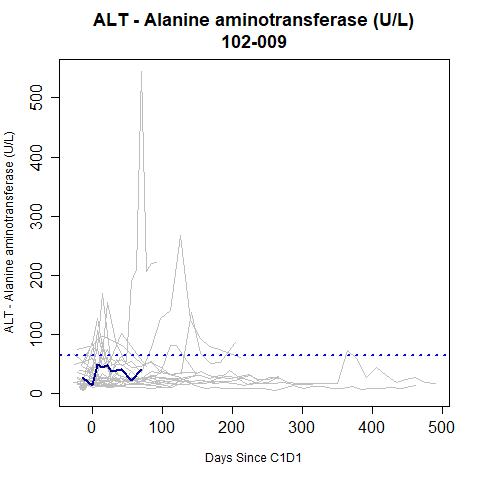 ALT - Alanine aminotransferase (U/L)
102-009
ALT - Alanine aminotransferase (U/L)
500
400
300
200
100
0
0 100 200 300 400 500
Days Since C1D1